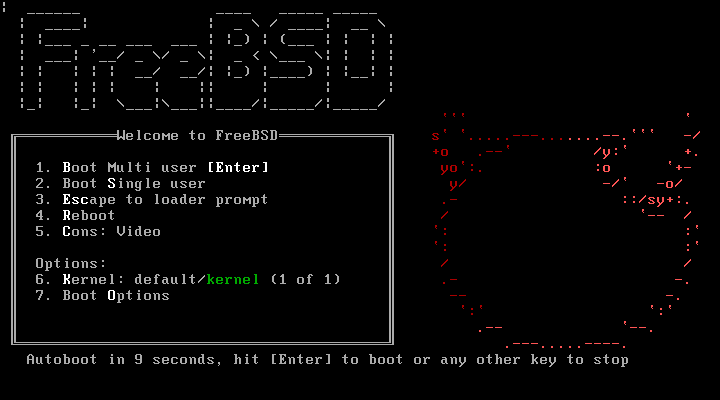 FreeBSD
Welcome to FreeBSD
1. Boot Multi user [Enter]
2. Boot Single user
3. Escape to loader prompt
4. Reboot
5. Cons: Video
Options:
6. Kernel: default/kernel (1 of 1)
7. Boot Options
Autoboot in 9 seconds, hit [Enter] to boot or any other key to stop